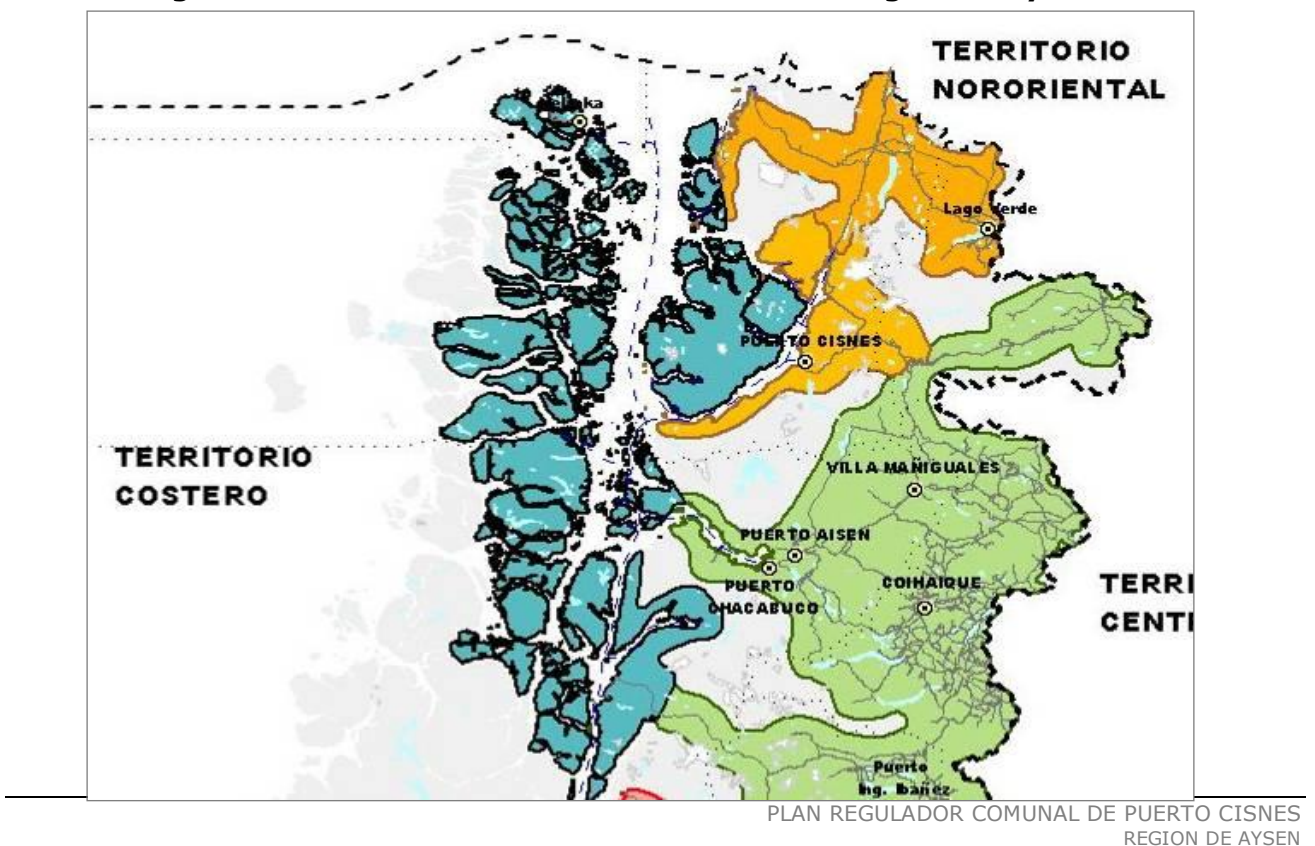 TERRITORIO
NORORIENTAL
Lago Verde
PUERTO CISNES
TERRITORIO
COSTERO
VILLA MAÑIGUALES
PUERTO AISEN
PUERTO
CHACABUCO
COIHAIQUE
TERRI
CENT
Puerto
Ing. Ibañez
PLAN REGULADOR COMUNAL DE PUERTO CISNES
REGION DE AYSEN